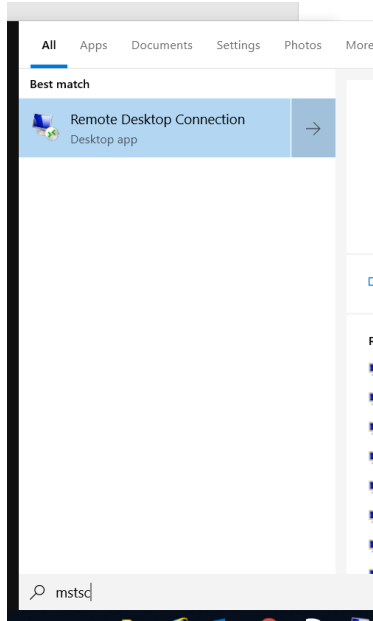 All Apps Documents Settings Photos More
Best match
Remote Desktop Connection
Desktop app
mstsc